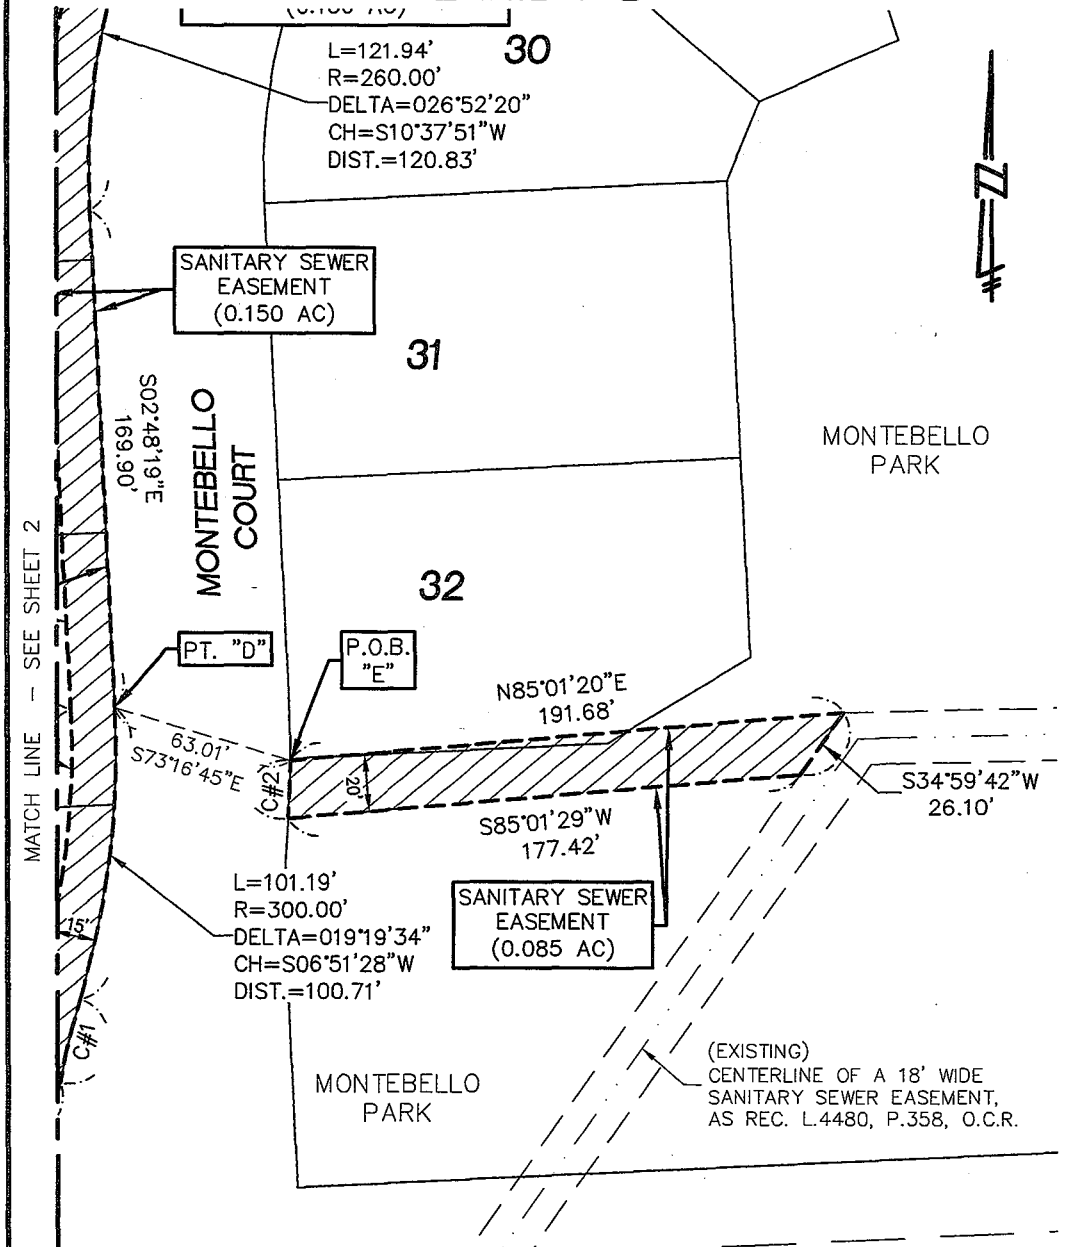 30
L=121.94'
R=260.00'
DELTA=026°52'20"
CH=S10°37'51"W
DIST.=120.83'
N
SANITARY SEWER
EASEMENT
(0.150 AC)
31
S02°48'19"E
169.90'
MONTEBELLO
COURT
MONTEBELLO
PARK
MATCH LINE - SEE SHEET 2
32
PT. "D"
P.O.B.
"E"
N85°01'20"E
191.68'
63.01'
S73°16'45"E
C#2
20'
S34°59'42"W
26.10'
S85°01'29"W
177.42'
L=101.19'
R=300.00'
DELTA=019°19'34"
CH=S06°51'28"W
DIST.=100.71'
SANITARY SEWER
EASEMENT
(0.085 AC)
15'
C#1
MONTEBELLO
PARK
(EXISTING)
CENTERLINE OF A 18' WIDE
SANITARY SEWER EASEMENT,
AS REC. L.4480, P.358, O.C.R.